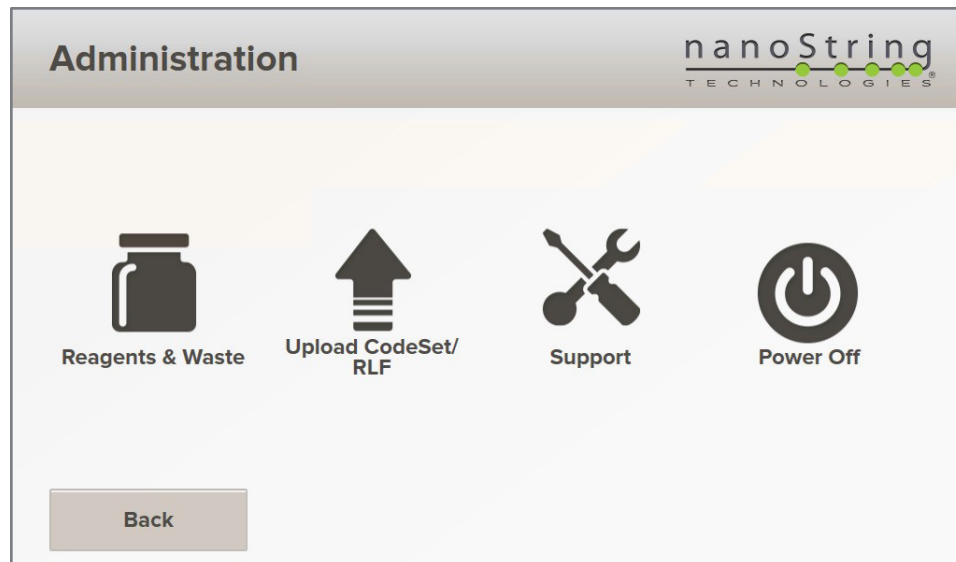 Administration
nanoString
TECHNOLOGIES®
Reagents & Waste
Upload CodeSet/
RLF
Support
Power Off
Back